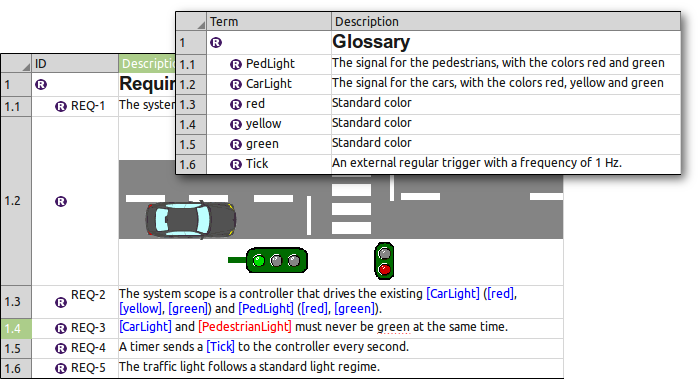 Term Description
1 R Glossary
1.1 R PedLight The signal for the pedestrians, with the colors red and green
1.2 R CarLight The signal for the cars, with the colors red, yellow and green
1.3 R red Standard color
1.4 R yellow Standard color
1.5 R green Standard color
1.6 R Tick An external regular trigger with a frequency of 1 Hz.
ID
1 R
1.1 R REQ-1 The system
1.2 R
1.3 R REQ-2 The system scope is a controller that drives the existing [CarLight] ([red],
[yellow], [green]) and [PedLight] ([red], [green]).
1.4 R REQ-3 [CarLight] and [PedestrianLight] must never be green at the same time.
1.5 R REQ-4 A timer sends a [Tick] to the controller every second.
1.6 R REQ-5 The traffic light follows a standard light regime.